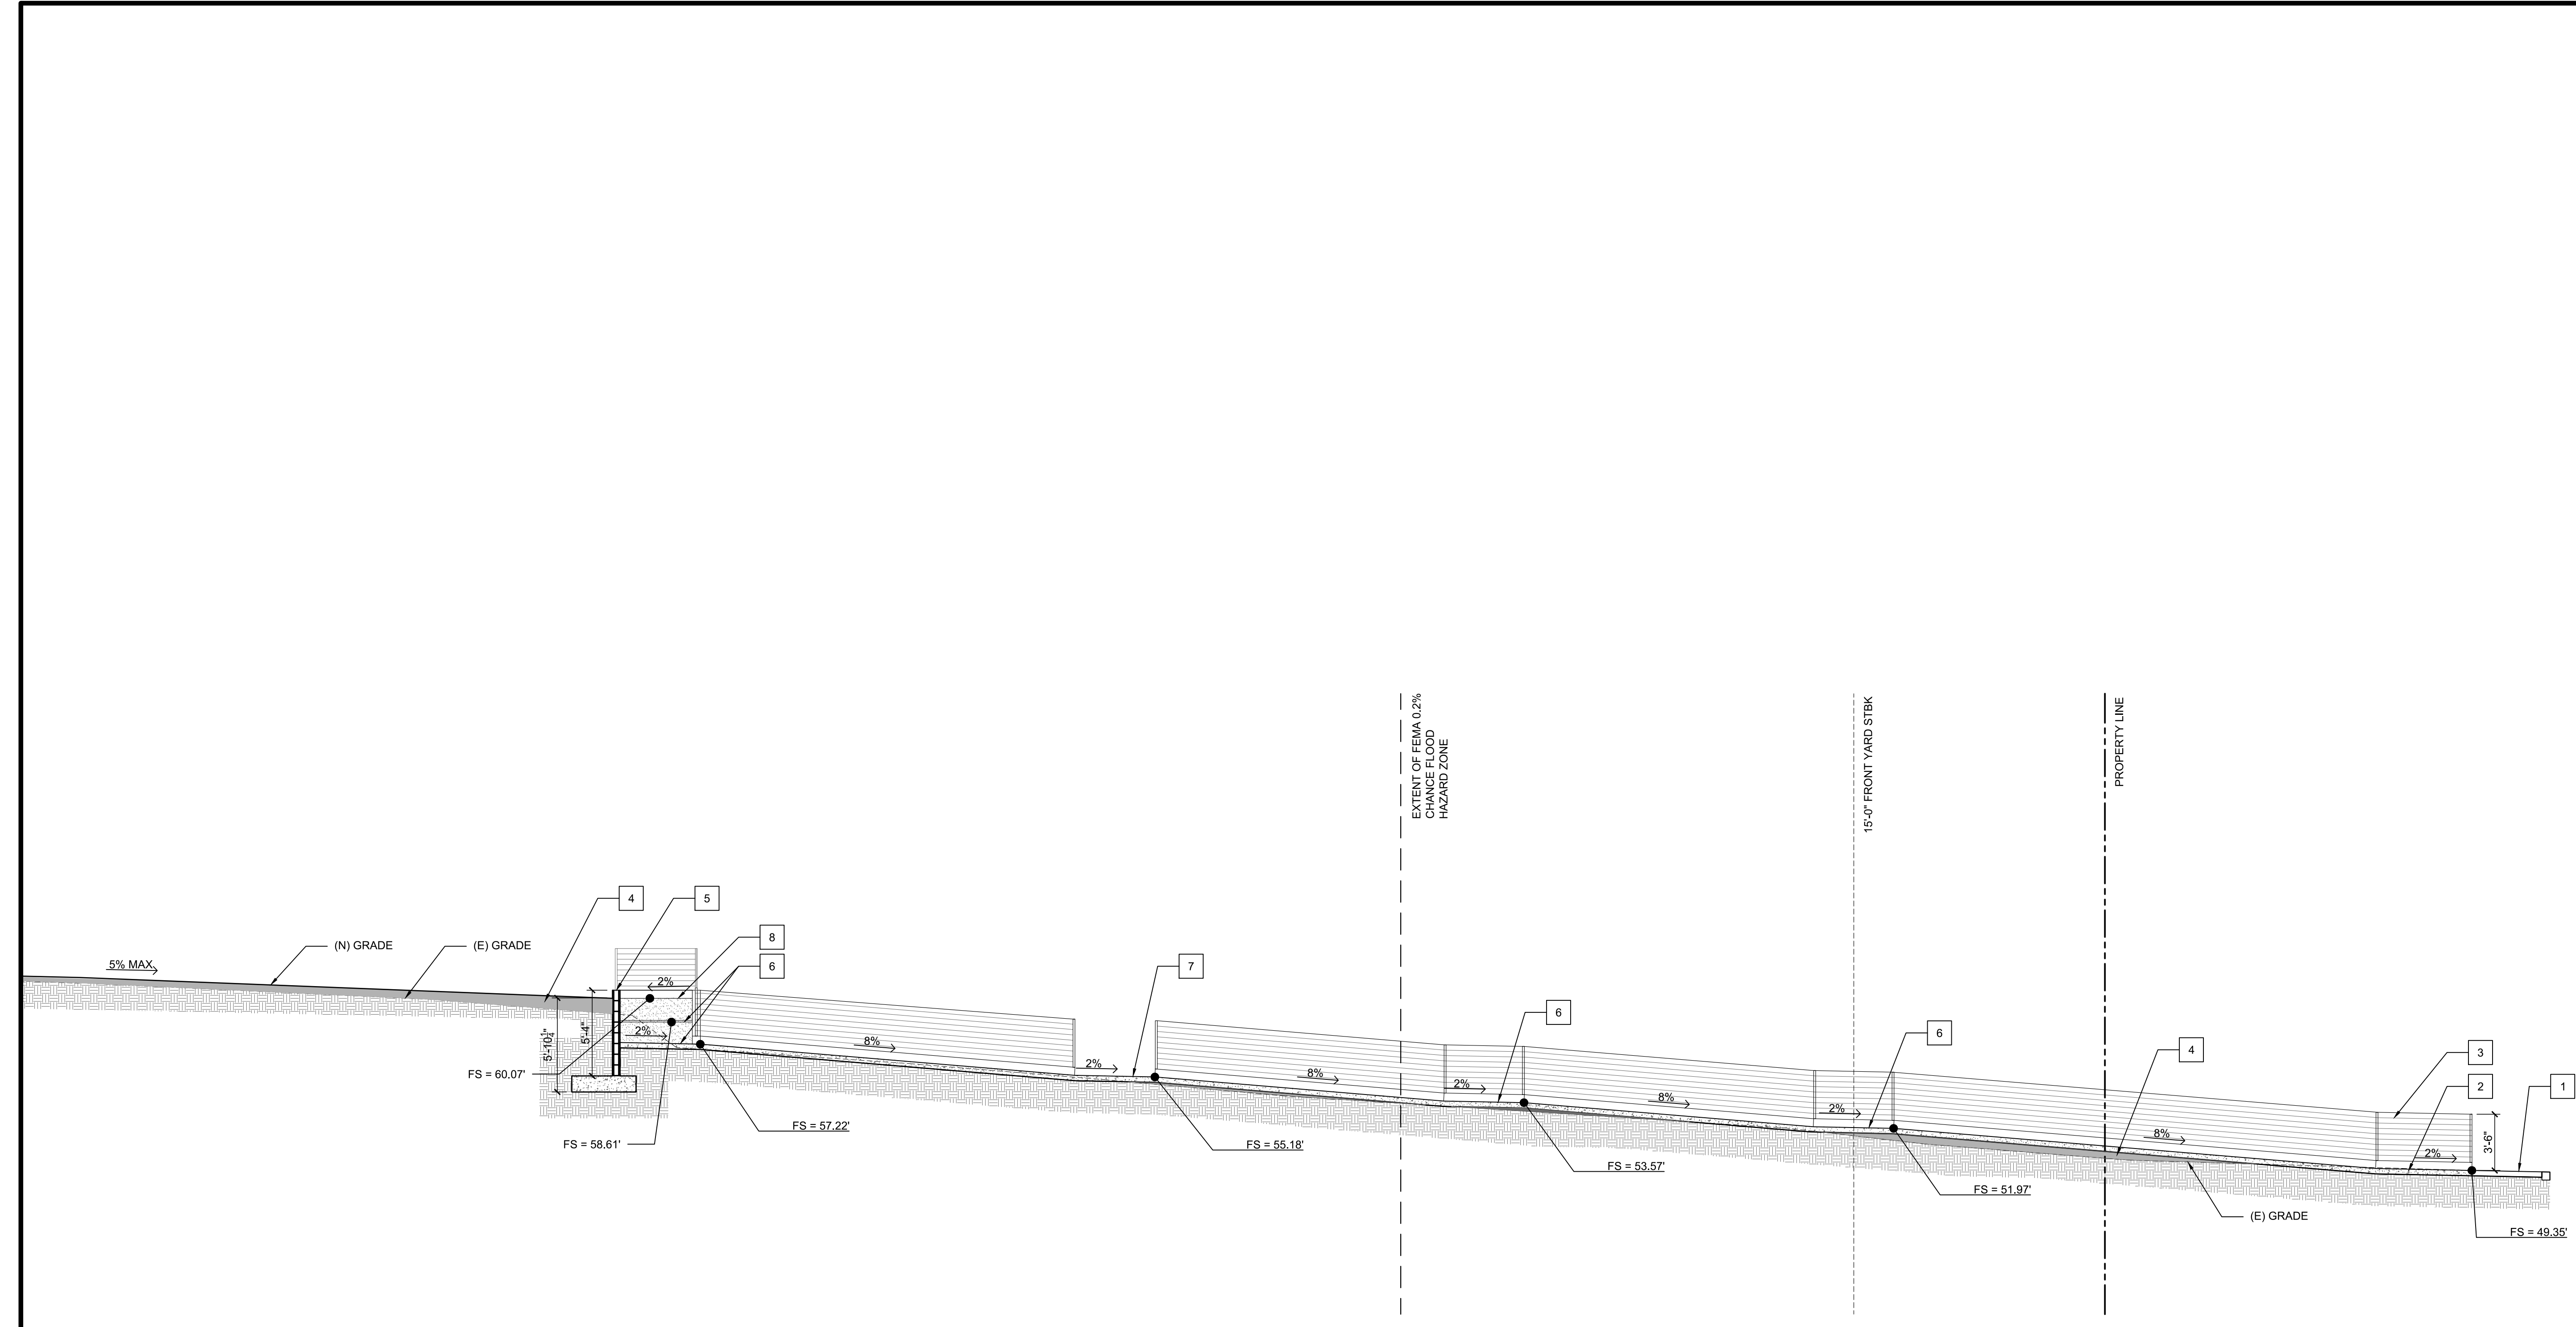 EXTENT OF FEMA 0.2%
CHANCE FLOOD
HAZARD ZONE
15'-0" FRONT YARD STBK
PROPERTY LINE
4
5
8
6
7
6
6
4
3
2
1
(N) GRADE
(E) GRADE
5% MAX
2%
2%
5'-10¼"
5'-4"
8%
2%
8%
2%
8%
2%
8%
2%
3'-6"
FS = 60.07'
FS = 58.61'
FS = 57.22'
FS = 55.18'
FS = 53.57'
FS = 51.97'
(E) GRADE
FS = 49.35'